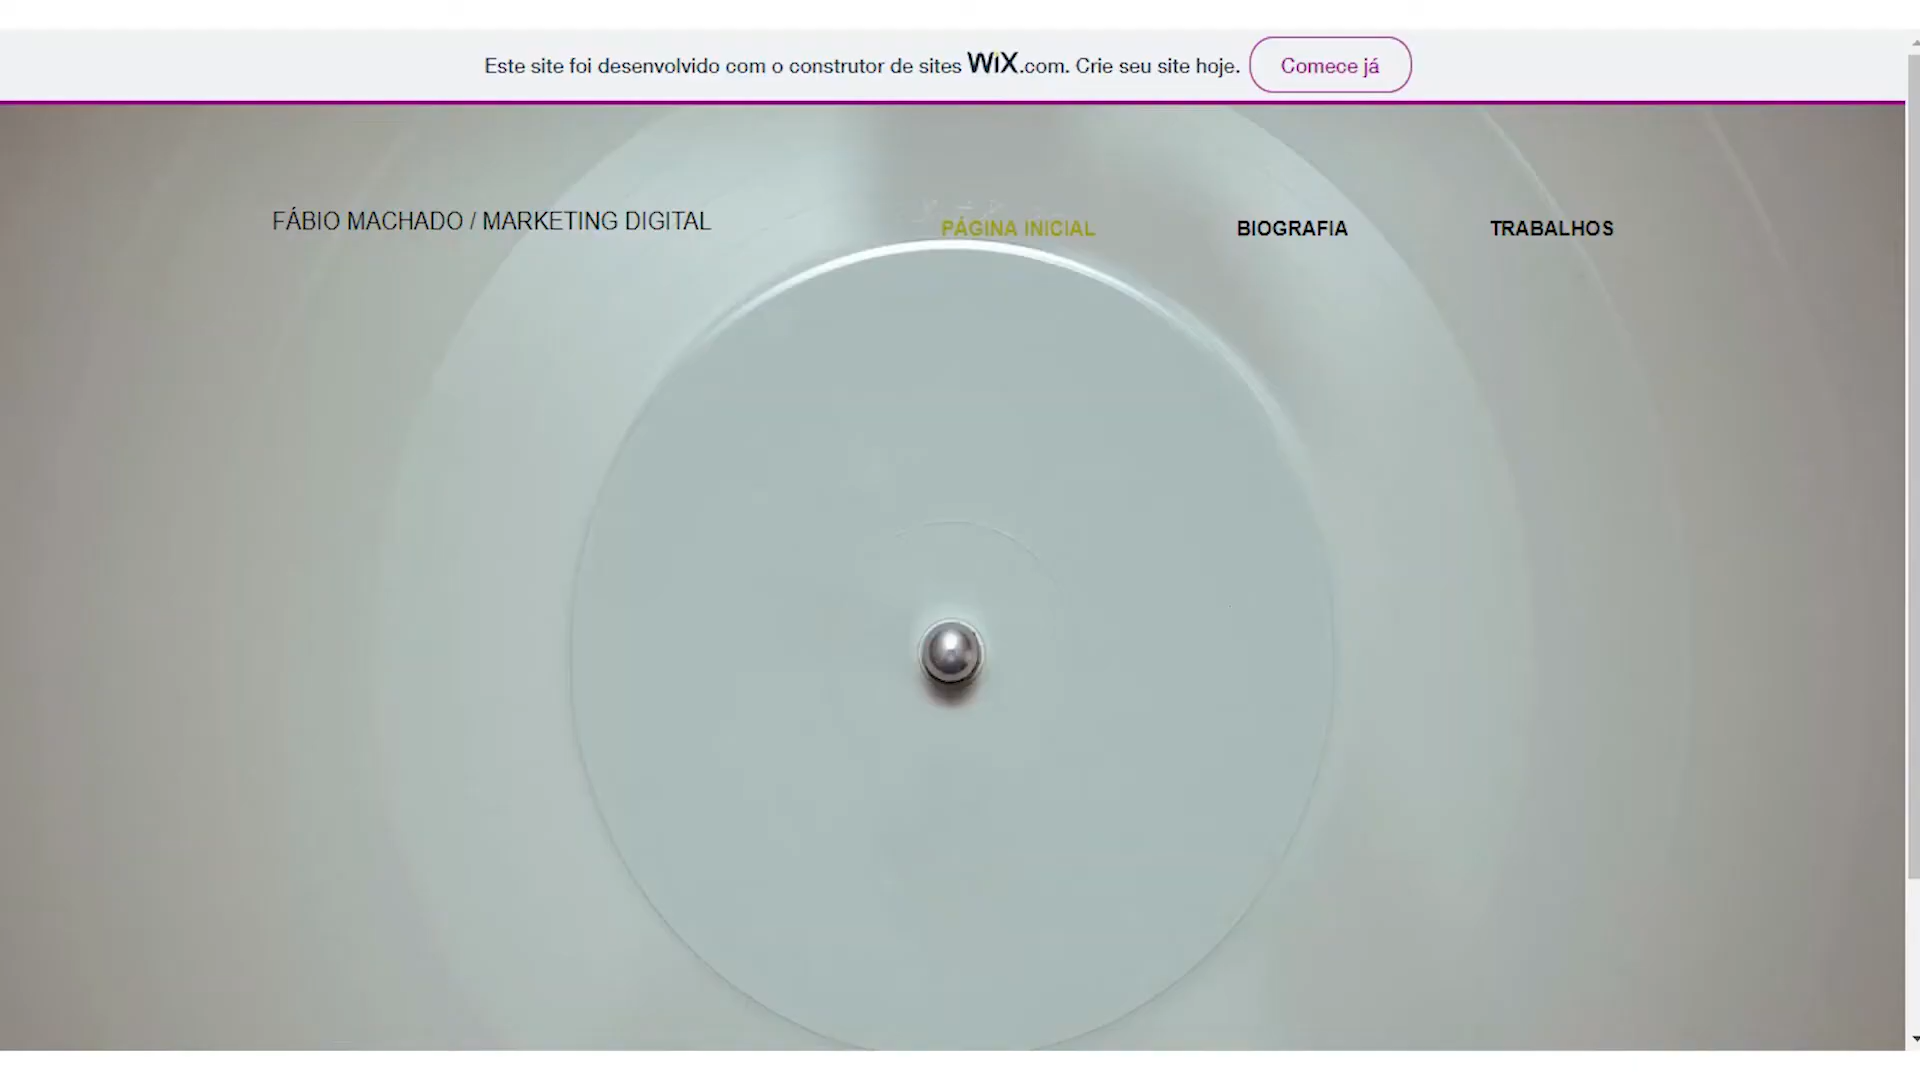 Este site foi desenvolvido com o construtor de sites WiX.com. Crie seu site hoje. Comece já
FÁBIO MACHADO / MARKETING DIGITAL
PÁGINA INICIAL
BIOGRAFIA
TRABALHOS